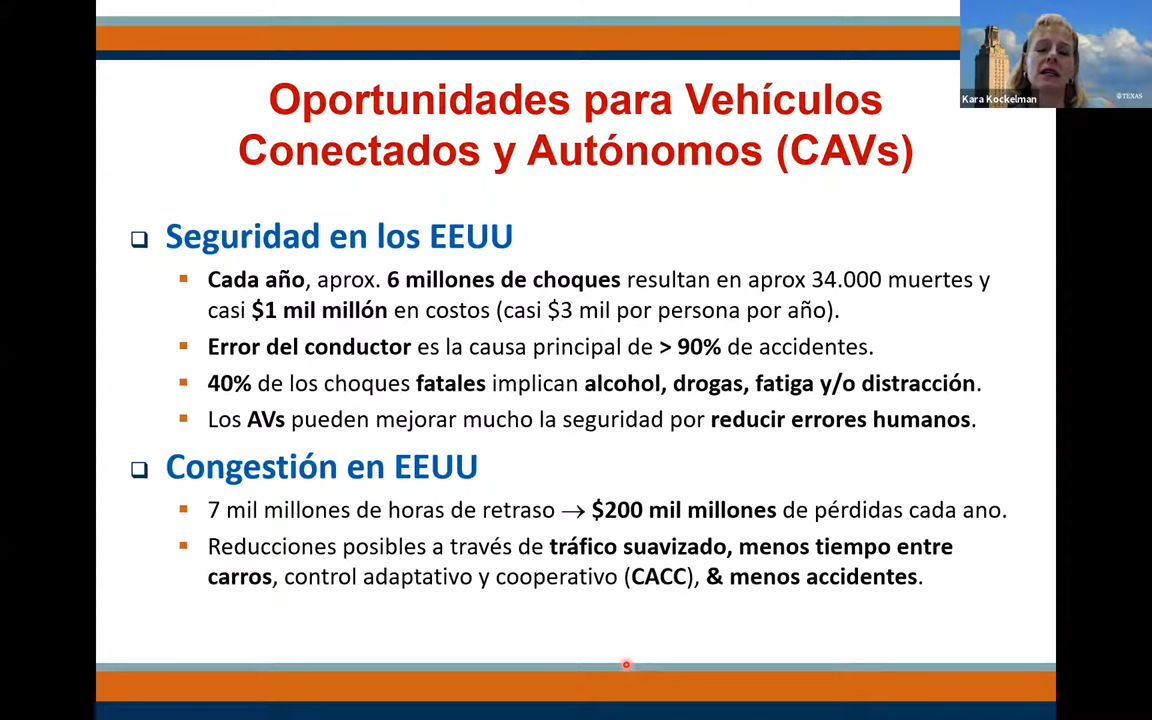 Oportunidades para Vehículos
Conectados y Autónomos (CAVs)
Kara Kockelman
TEXAS
Seguridad en los EEUU
Cada año, aprox. 6 millones de choques resultan en aprox 34.000 muertes y
casi $1 mil millón en costos (casi $3 mil por persona por año).
Error del conductor es la causa principal de > 90% de accidentes.
40% de los choques fatales implican alcohol, drogas, fatiga y/o distracción.
Los AVs pueden mejorar mucho la seguridad por reducir errores humanos.
Congestión en EEUU
7 mil millones de horas de retraso → $200 mil millones de pérdidas cada ano.
Reducciones posibles a través de tráfico suavizado, menos tiempo entre
carros, control adaptativo y cooperativo (CACC), & menos accidentes.